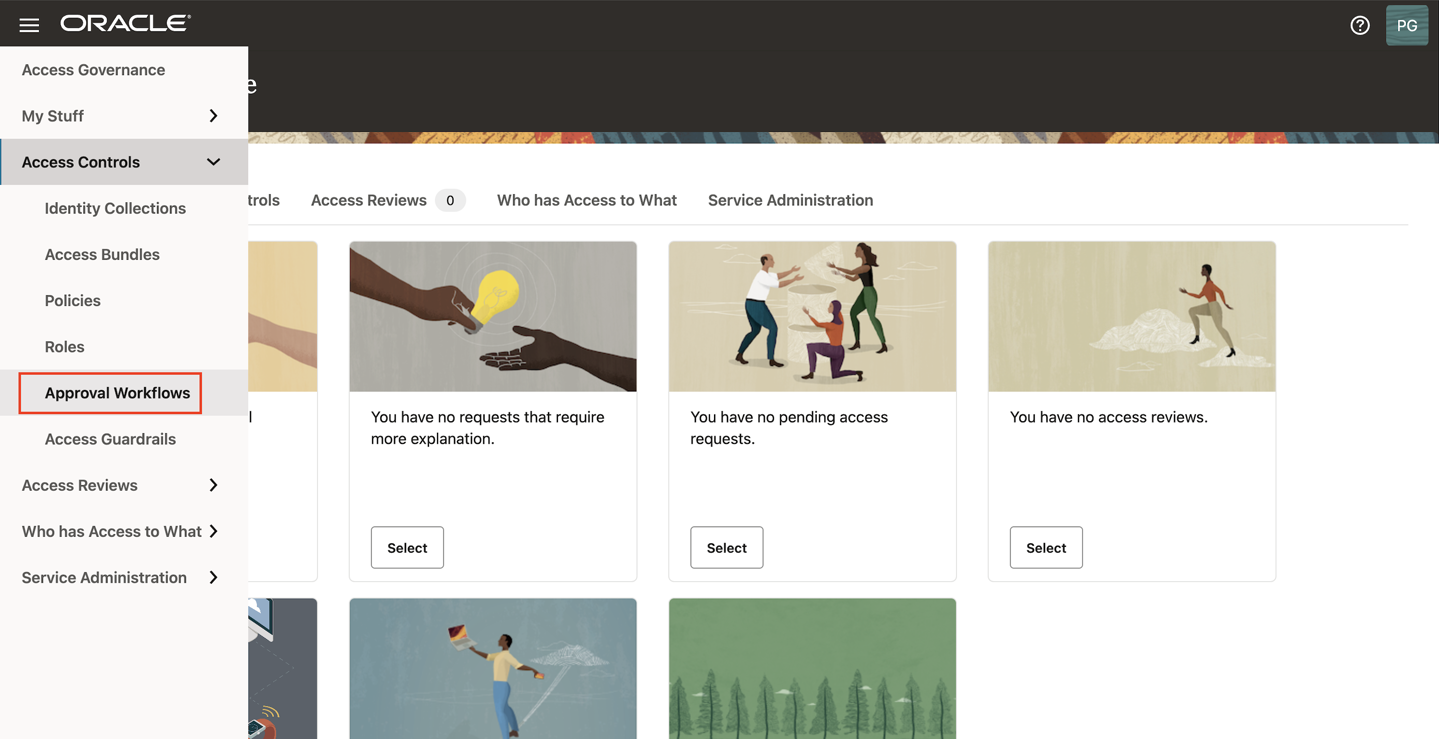 ORACLE®
PG
Access Governance
My Stuff
Access Controls
Identity Collections
Access Bundles
Policies
Roles
Approval Workflows
Access Guardrails
Access Reviews
Who has Access to What
Service Administration
e
trols
Access Reviews 0
Who has Access to What
Service Administration
l
You have no requests that require
more explanation.
Select
You have no pending access
requests.
Select
You have no access reviews.
Select